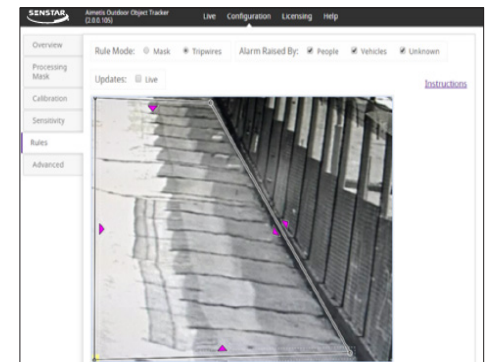 SENSTAR
Aimetis Outdoor Object Tracker
(2.0.0.105)
Live Configuration Licensing Help
Overview
Processing
Mask
Calibration
Sensitivity
Rules
Advanced
Rule Mode: Mask Tripwires Alarm Raised By: People Vehicles Unknown
Updates: Live
Instructions